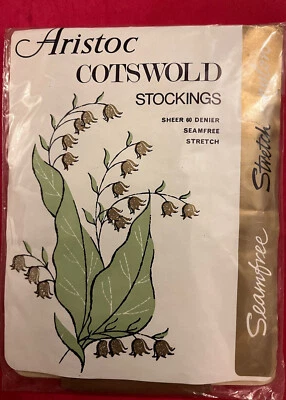 Aristoc
COTSWOLD
STOCKINGS
SHEER 60 DENIER
SEAMFREE
STRETCH
Seamfree Stretch